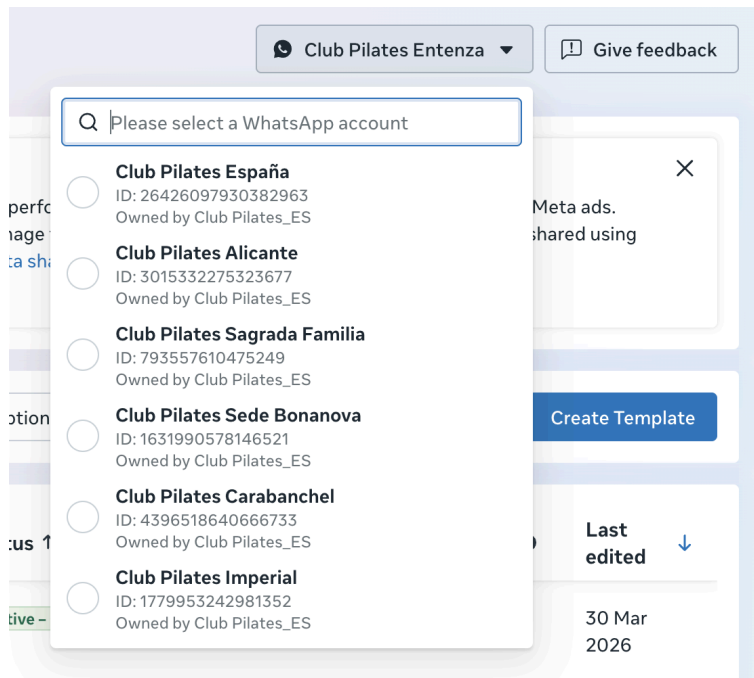 Club Pilates Entenza
Give feedback
Please select a WhatsApp account
Club Pilates España
ID: 26426097930382963
Owned by Club Pilates_ES
Club Pilates Alicante
ID: 3015332275323677
Owned by Club Pilates_ES
Club Pilates Sagrada Familia
ID: 793557610475249
Owned by Club Pilates_ES
Club Pilates Sede Bonanova
ID: 1631990578146521
Owned by Club Pilates_ES
Club Pilates Carabanchel
ID: 4396518640666733
Owned by Club Pilates_ES
Club Pilates Imperial
ID: 1779953242981352
Owned by Club Pilates_ES
Meta ads.
shared using
Create Template
Last
edited
30 Mar
2026